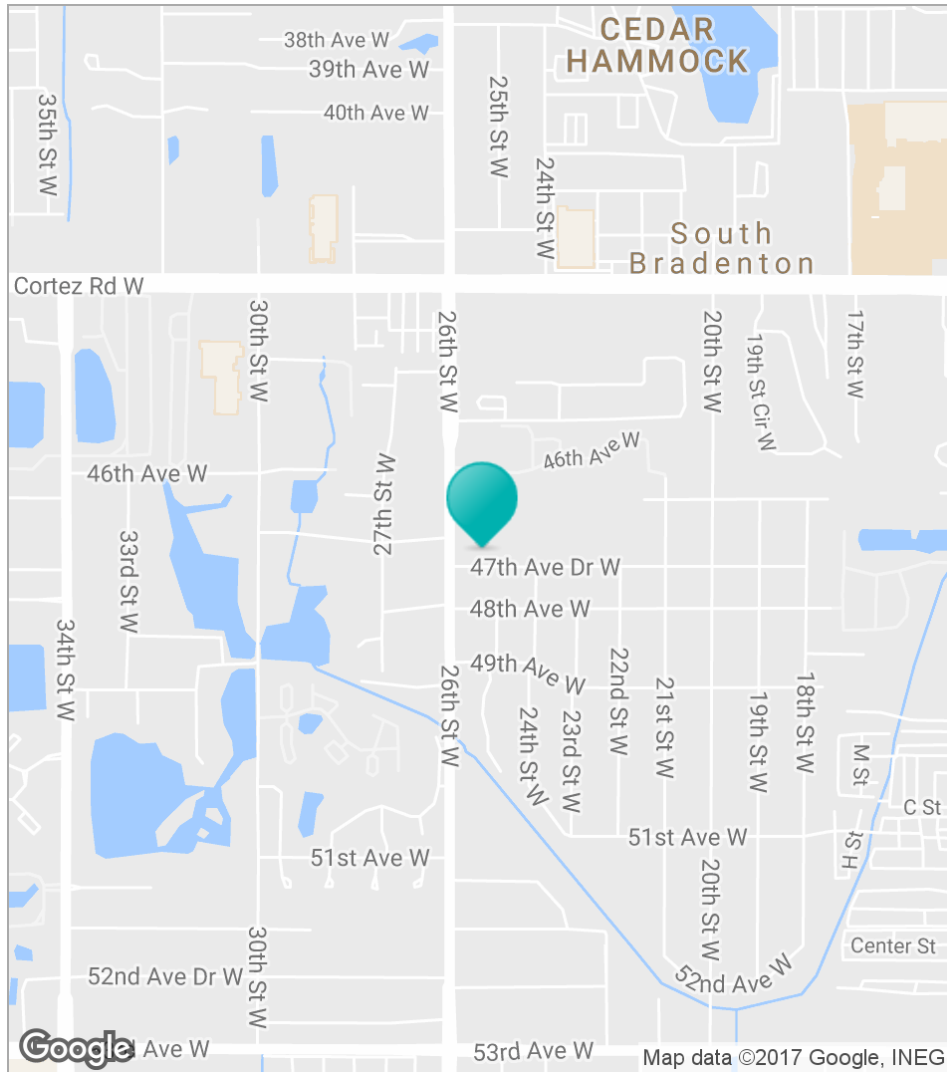 38th Ave W
39th Ave W
40th Ave W
35th St W
25th St W
24th St W
CEDAR
HAMMOCK
South
Bradenton
Cortez Rd W
30th St W
26th St W
20th St W
19th St Cir W
17th St W
46th Ave W
46th Ave W
27th St W
33rd St W
47th Ave Dr W
48th Ave W
49th Ave W
34th St W
26th St W
24th St W
23rd St W
22nd St W
21st St W
19th St W
18th St W
M St
C St
H St
51st Ave W
51st Ave W
20th St W
30th St W
Center St
52nd Ave Dr W
52nd Ave W
Google
Ave W
53rd Ave W
Map data ©2017 Google, INEG